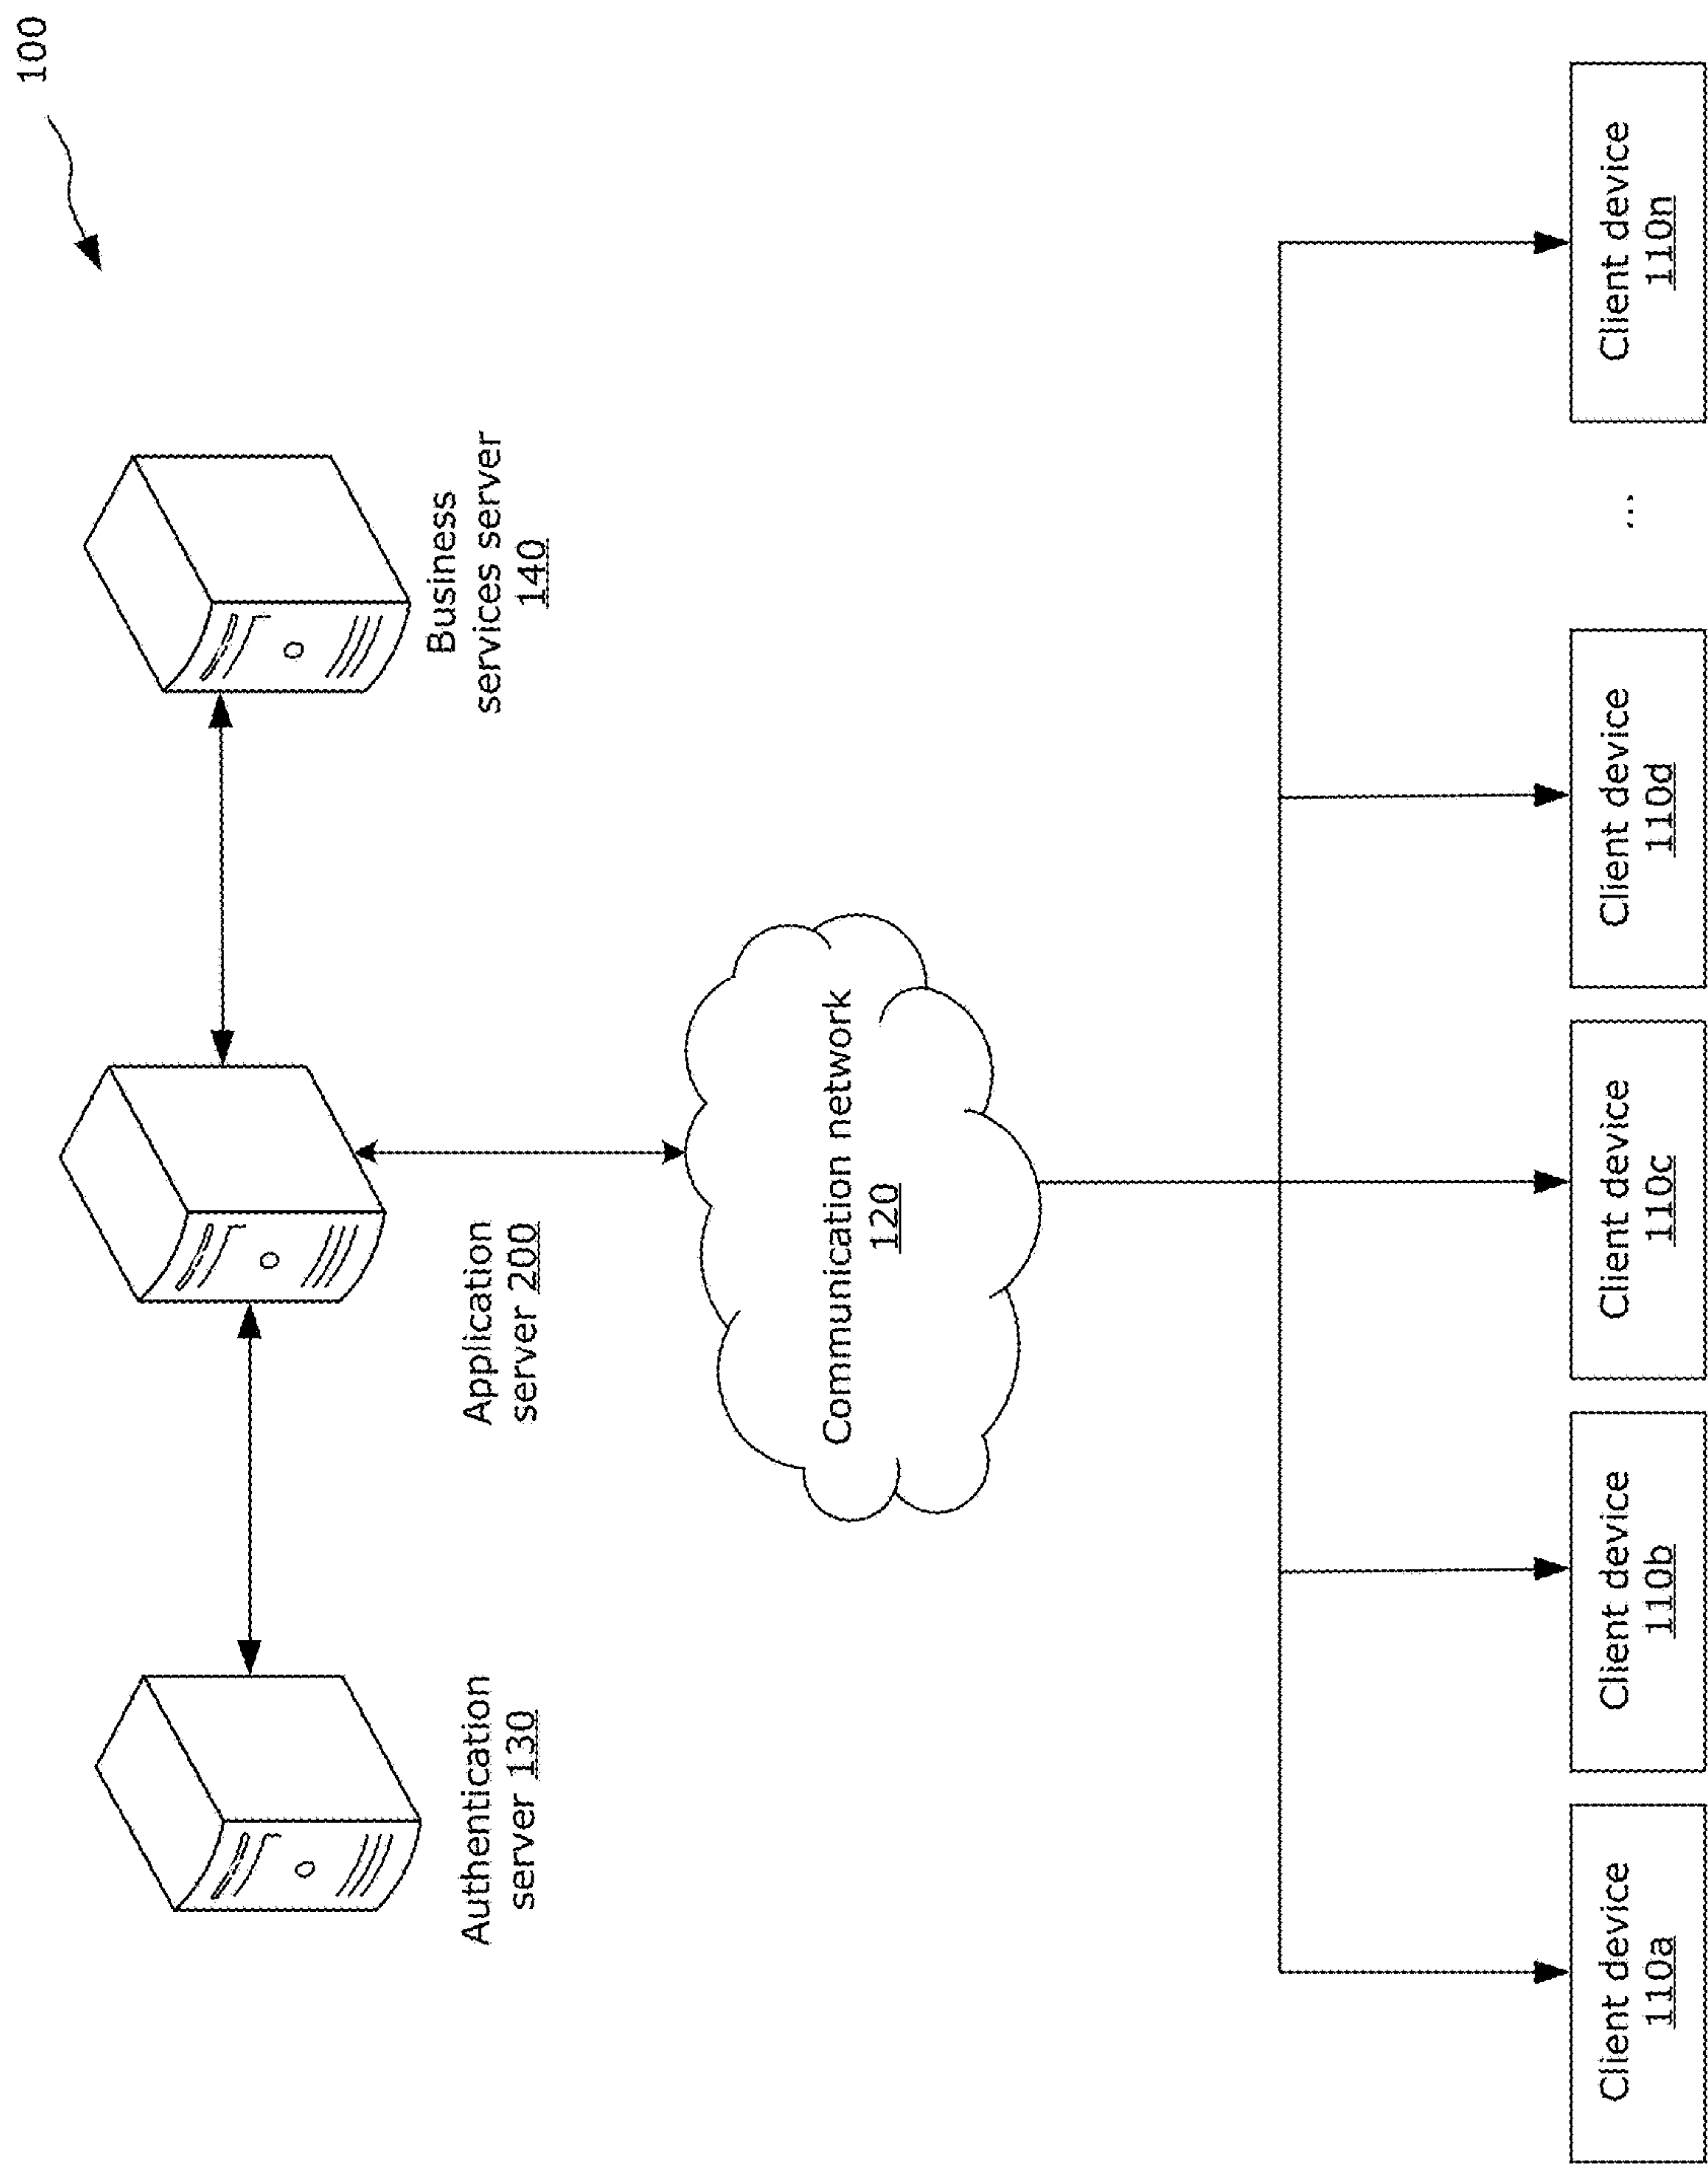 100
Authentication
server 130
Application
server 200
Business
services server
140
Communication network
120
Client device
110a
Client device
110b
Client device
110c
Client device
110d
...
Client device
110n